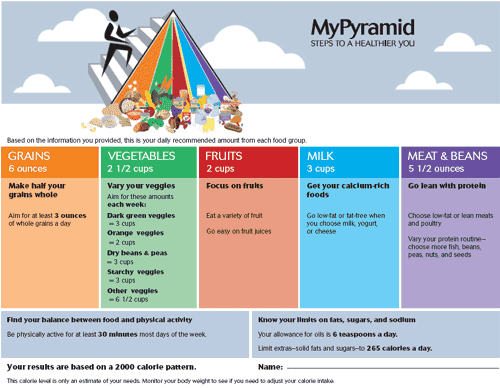 MyPyramid
STEPS TO A HEALTHIER YOU
Based on the information you provided, this is your daily recommended amount from each food group.
GRAINS
6 ounces
Make half your
grains whole
Aim for at least 3 ounces
of whole grains a day
VEGETABLES
2 1/2 cups
Vary your veggies
Aim for these amounts
each week:
Dark green veggies
= 3 cups
Orange veggies
= 2 cups
Dry beans & peas
= 3 cups
Starchy veggies
= 3 cups
Other veggies
= 6 1/2 cups
FRUITS
2 cups
Focus on fruits
Eat a variety of fruit
Go easy on fruit juices
MILK
3 cups
Get your calcium-rich
foods
Go low-fat or fat-free when
you choose milk, yogurt,
or cheese
MEAT & BEANS
5 1/2 ounces
Go lean with protein
Choose low-fat or lean meats
and poultry
Vary your protein routine–
choose more fish, beans,
peas, nuts, and seeds
Find your balance between food and physical activity
Be physically active for at least 30 minutes most days of the week.
Know your limits on fats, sugars, and sodium
Your allowance for oils is 6 teaspoons a day.
Limit extras–solid fats and sugars–to 265 calories a day.
Your results are based on a 2000 calorie pattern.
Name:
This calorie level is only an estimate of your needs. Monitor your body weight to see if you need to adjust your calorie intake.